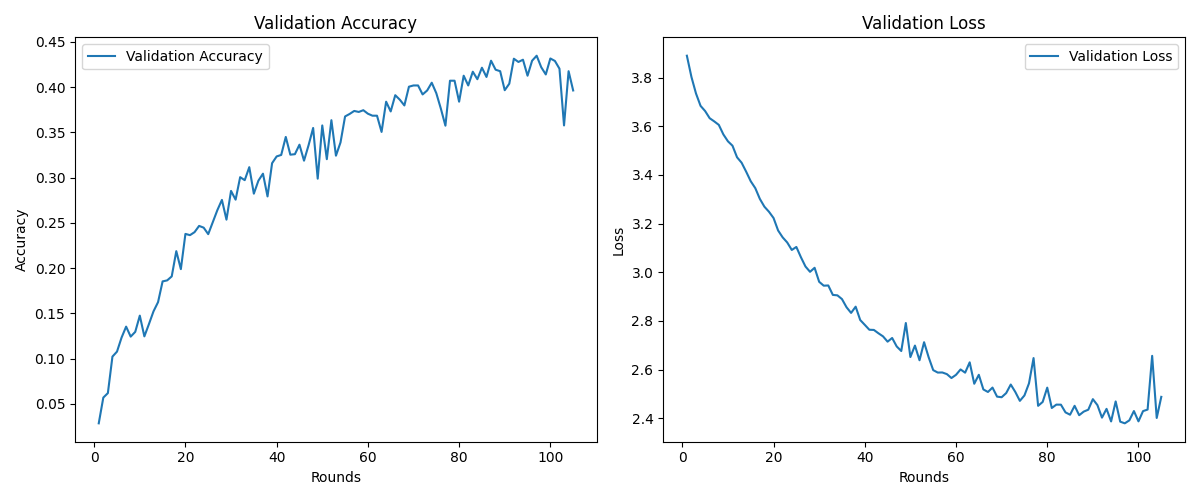 Validation Accuracy
Validation Accuracy
0.45
0.40
0.35
0.30
0.25
0.20
0.15
0.10
0.05
Accuracy
0 20 40 60 80 100
Rounds
Validation Loss
Validation Loss
3.8
3.6
3.4
3.2
3.0
2.8
2.6
2.4
Loss
0 20 40 60 80 100
Rounds